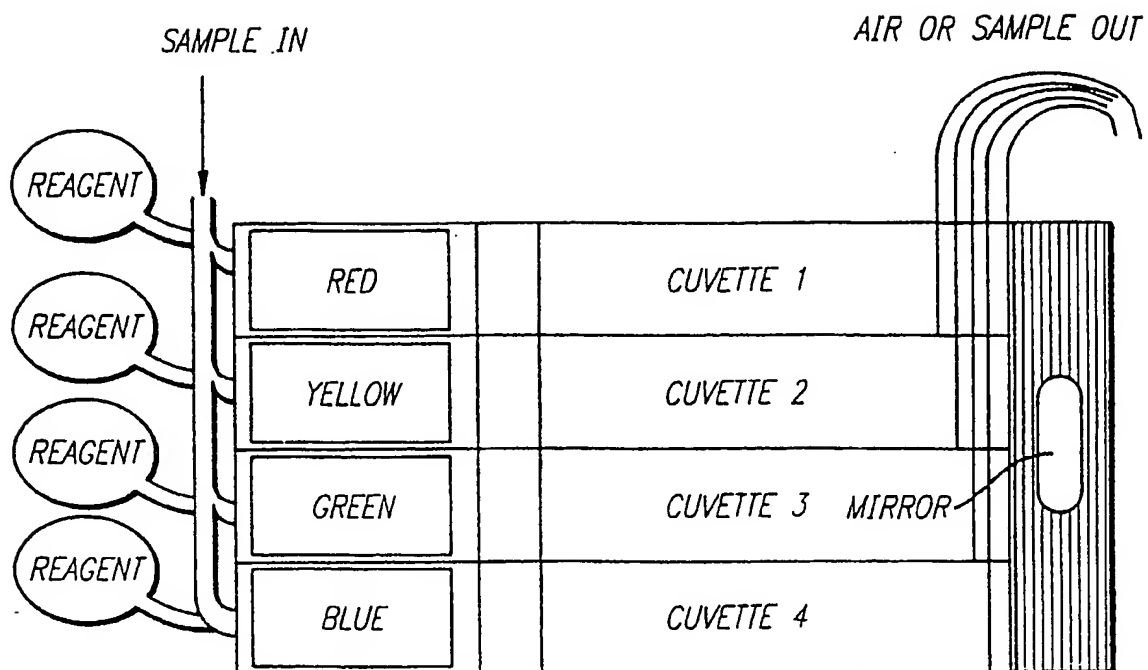 SAMPLE IN
AIR OR SAMPLE OUT
REAGENT
RED
CUVETTE 1
REAGENT
YELLOW
CUVETTE 2
REAGENT
GREEN
CUVETTE 3
MIRROR
REAGENT
BLUE
CUVETTE 4